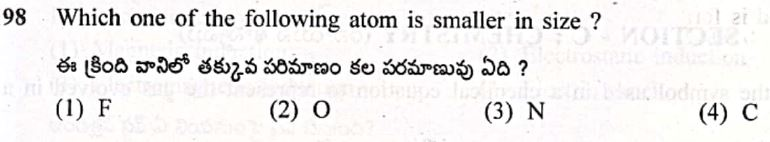 98 Which one of the following atom is smaller in size ?
ఈ క్రింది వానిలో తక్కువ పరిమాణం కల పరమాణువు ఏది ?
(1) F (2) O (3) N (4) C